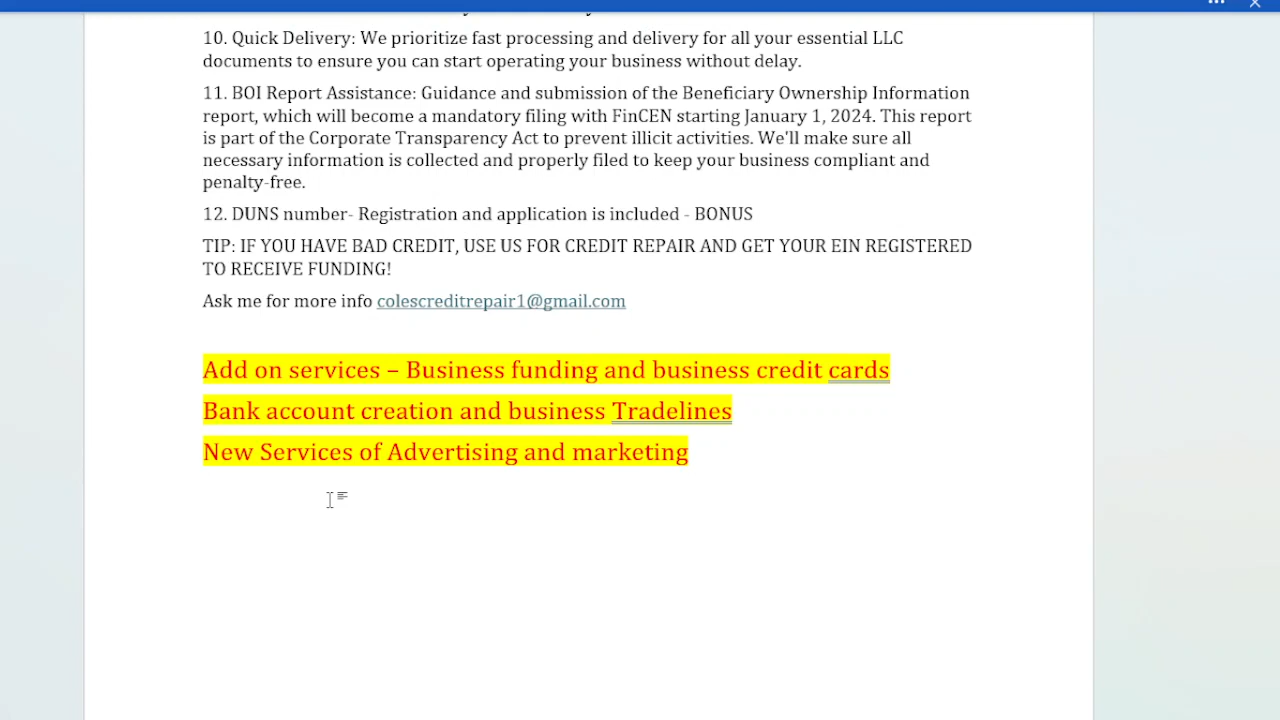 10. Quick Delivery: We prioritize fast processing and delivery for all your essential LLC
documents to ensure you can start operating your business without delay.
11. BOI Report Assistance: Guidance and submission of the Beneficiary Ownership Information
report, which will become a mandatory filing with FinCEN starting January 1, 2024. This report
is part of the Corporate Transparency Act to prevent illicit activities. We'll make sure all
necessary information is collected and properly filed to keep your business compliant and
penalty-free.
12. DUNS number- Registration and application is included - BONUS
TIP: IF YOU HAVE BAD CREDIT, USE US FOR CREDIT REPAIR AND GET YOUR EIN REGISTERED
TO RECEIVE FUNDING!
Ask me for more info colescreditrepair1@gmail.com
Add on services – Business funding and business credit cards
Bank account creation and business Tradelines
New Services of Advertising and marketing